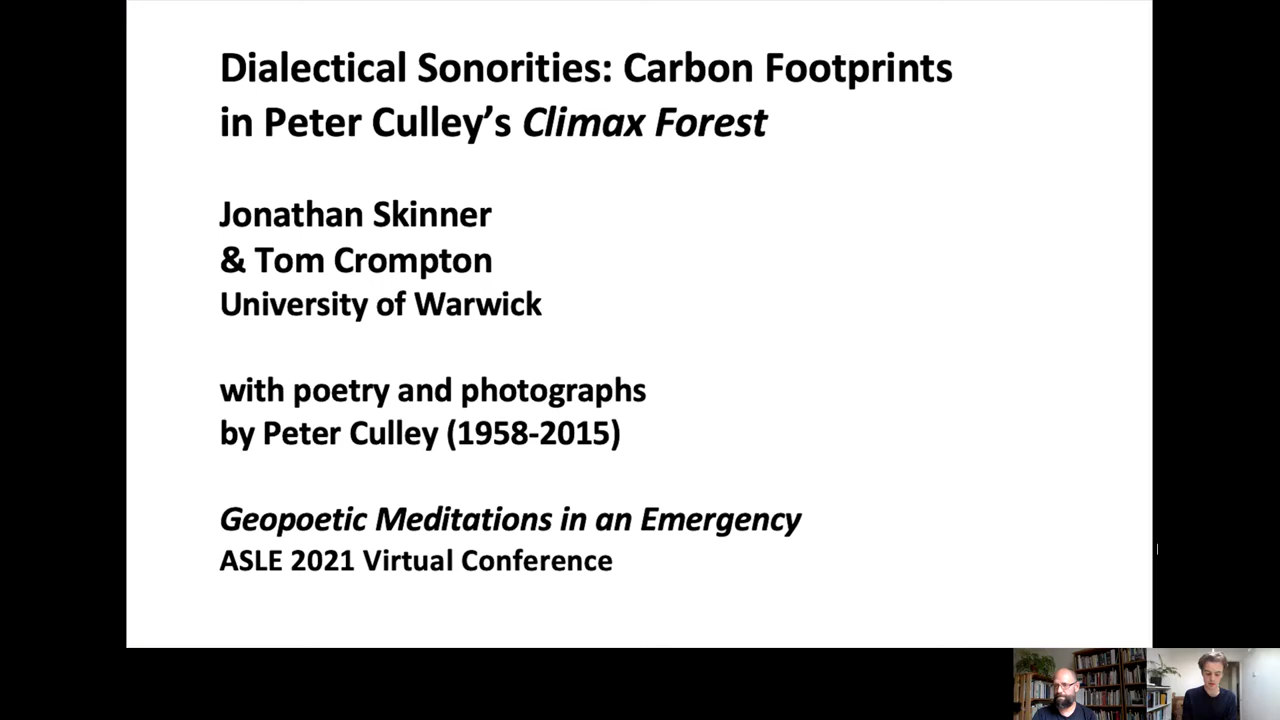 Dialectical Sonorities: Carbon Footprints
in Peter Culley’s Climax Forest
Jonathan Skinner
& Tom Crompton
University of Warwick
with poetry and photographs
by Peter Culley (1958-2015)
Geopoetic Meditations in an Emergency
ASLE 2021 Virtual Conference